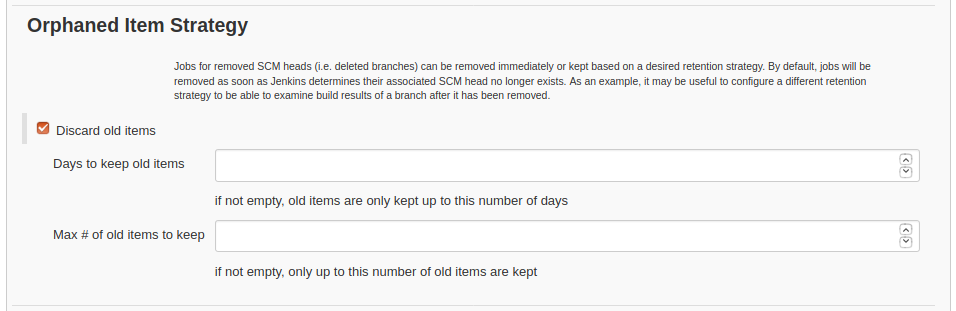 Orphaned Item Strategy
Jobs for removed SCM heads (i.e. deleted branches) can be removed immediately or kept based on a desired retention strategy. By default, jobs will be
removed as soon as Jenkins determines their associated SCM head no longer exists. As an example, it may be useful to configure a different retention
strategy to be able to examine build results of a branch after it has been removed.
Discard old items
Days to keep old items
if not empty, old items are only kept up to this number of days
Max # of old items to keep
if not empty, only up to this number of old items are kept